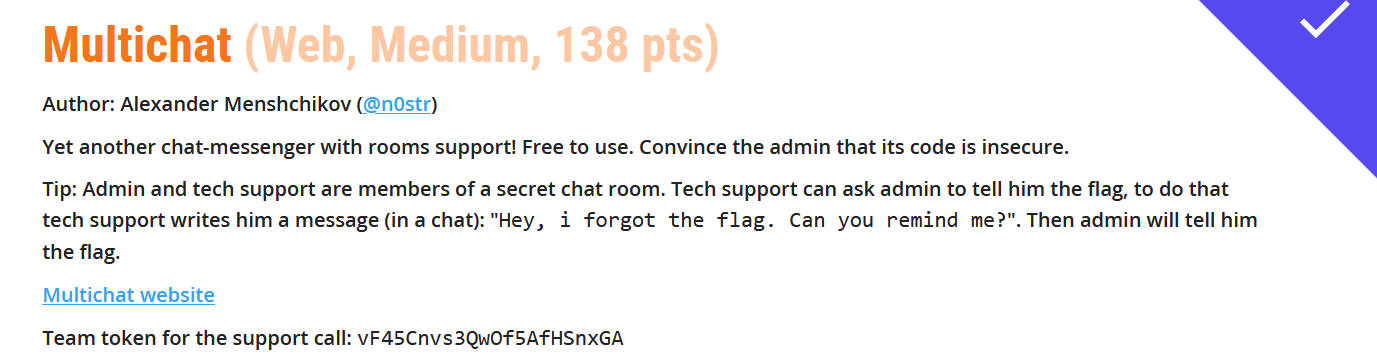 Multichat (Web, Medium, 138 pts)
Author: Alexander Menshchikov (@n0str)
Yet another chat-messenger with rooms support! Free to use. Convince the admin that its code is insecure.
Tip: Admin and tech support are members of a secret chat room. Tech support can ask admin to tell him the flag, to do that
tech support writes him a message (in a chat): "Hey, i forgot the flag. Can you remind me?". Then admin will tell him
the flag.
Multichat website
Team token for the support call: vF45Cnvs3QwOf5AfHSnxGA